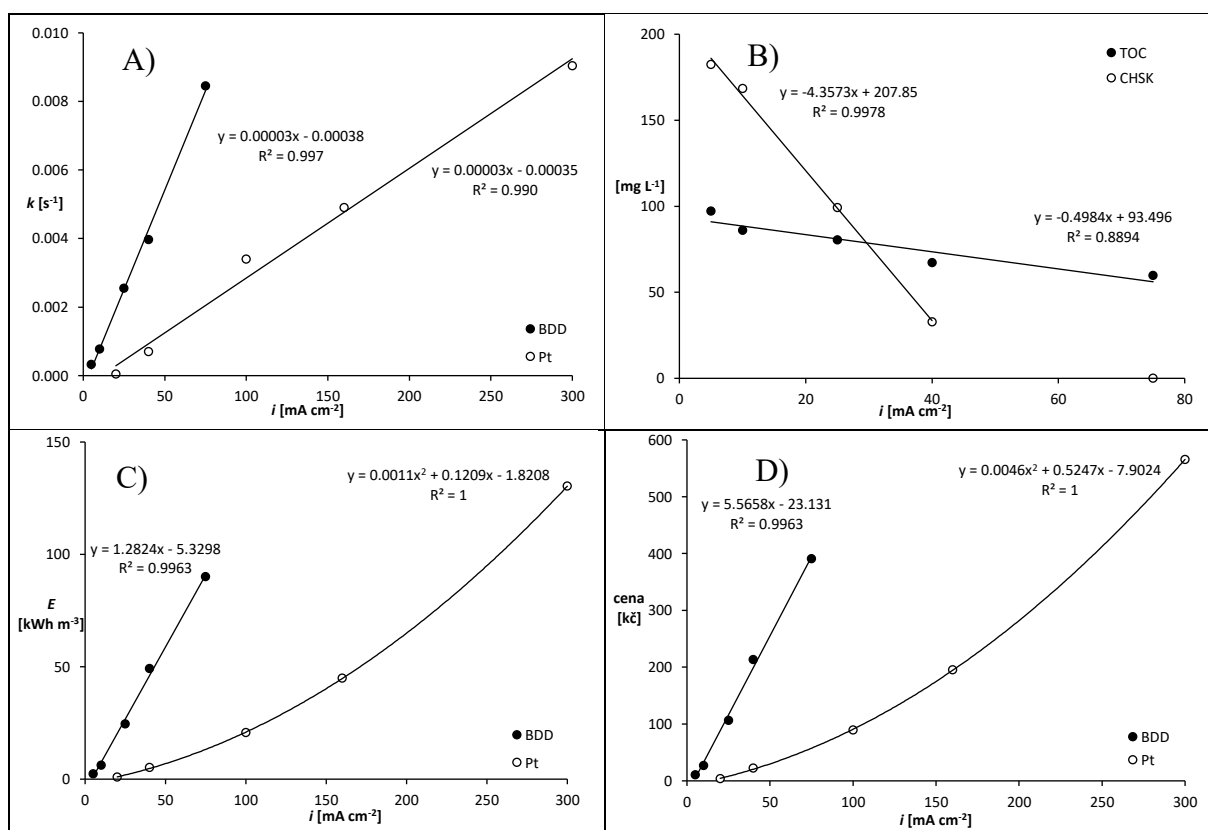 A)
0.010
0.008
0.006
0.004
0.002
0.000
k [s⁻¹]
y = 0.00003x - 0.00038
R² = 0.997
y = 0.00003x - 0.00035
R² = 0.990
BDD
Pt
0 50 100 150 200 250 300
i [mA cm⁻²]
B)
200
150
100
50
0
[mg L⁻¹]
TOC
CHSK
y = -4.3573x + 207.85
R² = 0.9978
y = -0.4984x + 93.496
R² = 0.8894
0 20 40 60 80
i [mA cm⁻²]
C)
150
100
50
0
E
[kWh m⁻³]
y = 0.0011x² + 0.1209x - 1.8208
R² = 1
y = 1.2824x - 5.3298
R² = 0.9963
BDD
Pt
0 50 100 150 200 250 300
i [mA cm⁻²]
D)
600
500
400
300
200
100
0
cena
[kč]
y = 0.0046x² + 0.5247x - 7.9024
R² = 1
y = 5.5658x - 23.131
R² = 0.9963
BDD
Pt
0 50 100 150 200 250 300
i [mA cm⁻²]